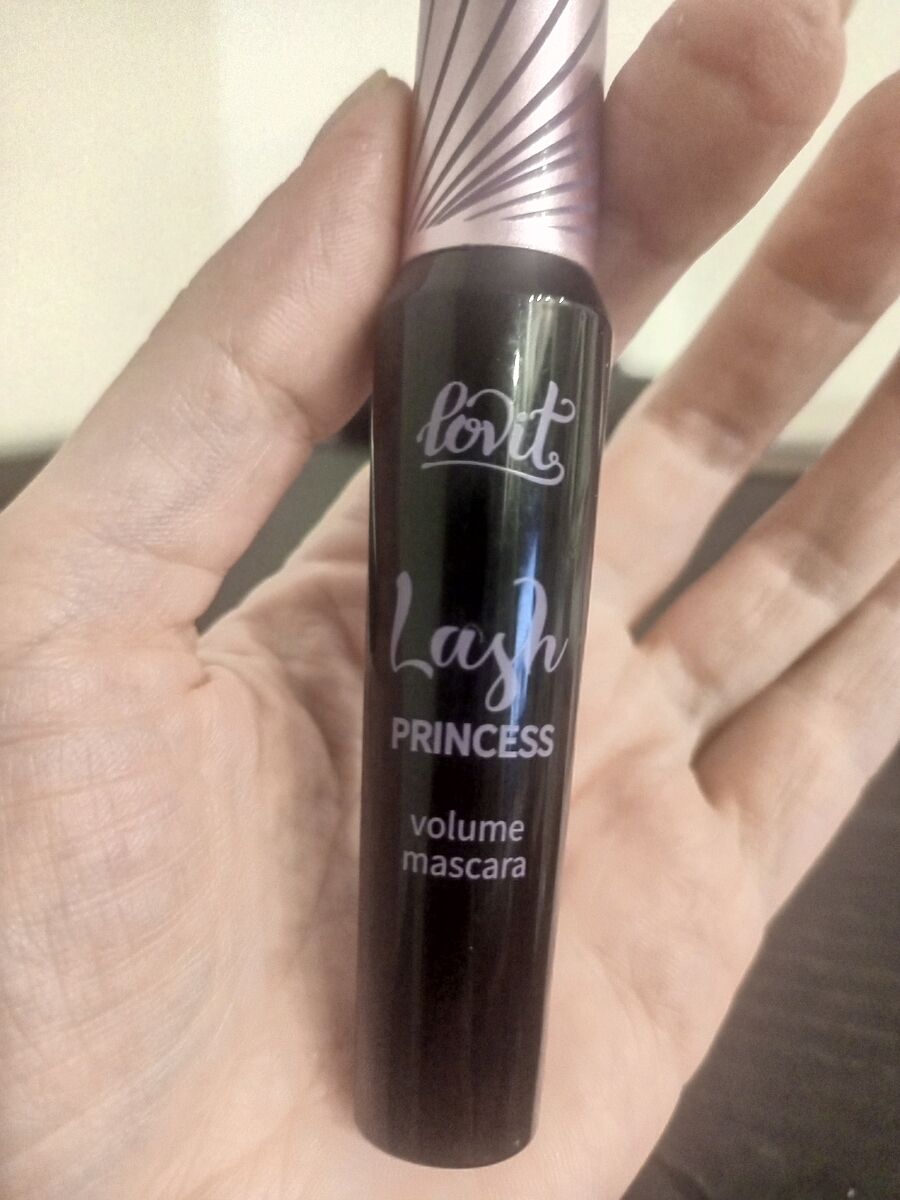 lovit
Lash
PRINCESS
volume
mascara